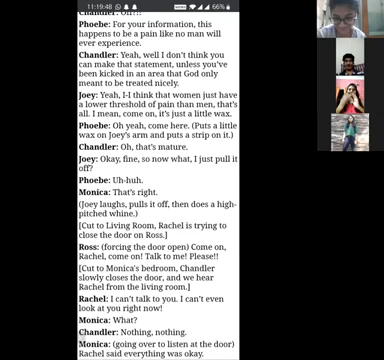 11:19:48
66%
Chandler: Oh!!!
Phoebe: For your information, this
happens to be a pain like no man will
ever experience.
Chandler: Yeah, well I don't think you
can make that statement, unless you've
been kicked in an area that God only
meant to be treated nicely.
Joey: Yeah, I-I think that women just have
a lower threshold of pain than men, that's
all. I mean, come on, it's just a little wax.
Phoebe: Oh yeah, come here. (Puts a little
wax on Joey's arm and puts a strip on it.)
Chandler: Oh, that's mature.
Joey: Okay, fine, so now what, I just pull it
off?
Phoebe: Uh-huh.
Monica: That's right.
(Joey laughs, pulls it off, then does a high-
pitched whine.)
[Cut to Living Room, Rachel is trying to
close the door on Ross.]
Ross: (forcing the door open) Come on,
Rachel, come on! Talk to me! Please!!
[Cut to Monica's bedroom, Chandler
slowly closes the door, and we hear
Rachel from the living room.]
Rachel: I can't talk to you. I can't even
look at you right now!
Monica: What?
Chandler: Nothing, nothing.
Monica: (going over to listen at the door)
Rachel said everything was okay.